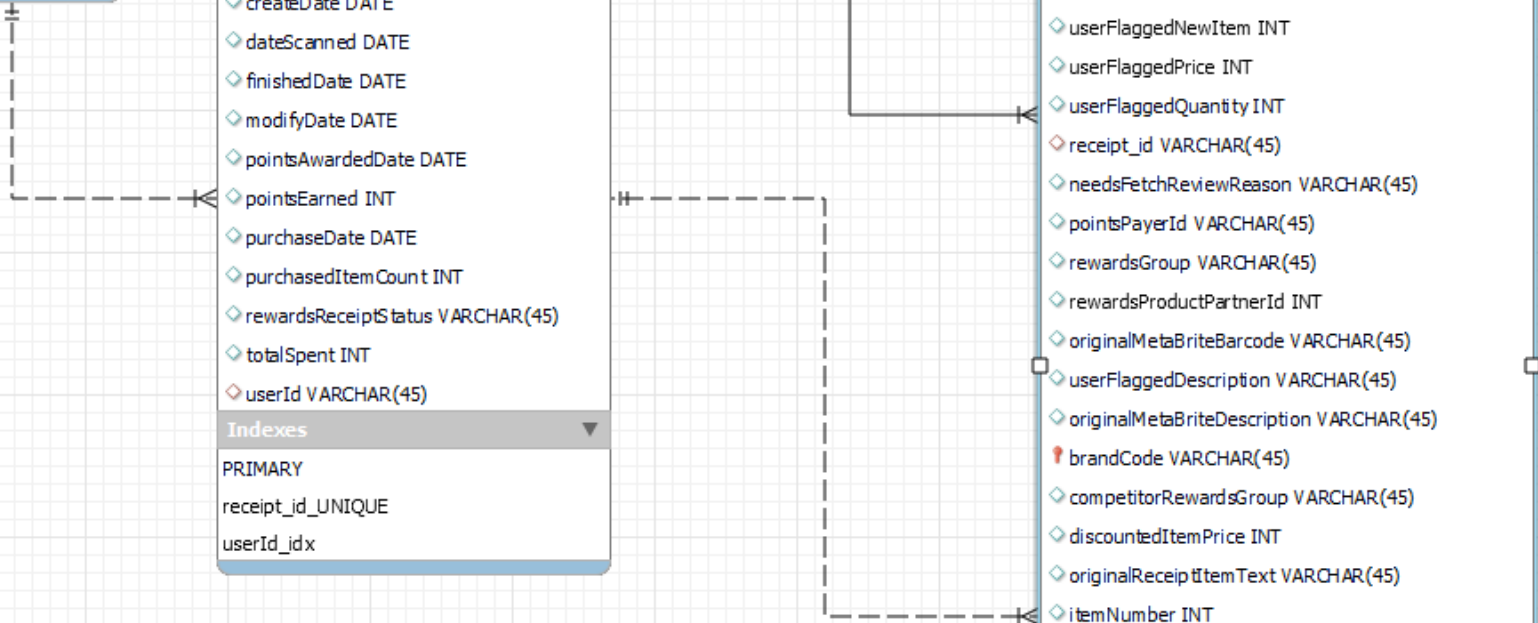 createDate DATE
dateScanned DATE
finishedDate DATE
modifyDate DATE
pointsAwardedDate DATE
pointsEarned INT
purchaseDate DATE
purchasedItemCount INT
rewardsReceiptStatus VARCHAR(45)
totalSpent INT
userId VARCHAR(45)
Indexes
PRIMARY
receipt_id_UNIQUE
userId_idx
userFlaggedNewItem INT
userFlaggedPrice INT
userFlaggedQuantity INT
receipt_id VARCHAR(45)
needsFetchReviewReason VARCHAR(45)
pointsPayerId VARCHAR(45)
rewardsGroup VARCHAR(45)
rewardsProductPartnerId INT
originalMetaBriteBarcode VARCHAR(45)
userFlaggedDescription VARCHAR(45)
originalMetaBriteDescription VARCHAR(45)
brandCode VARCHAR(45)
competitorRewardsGroup VARCHAR(45)
discountedItemPrice INT
originalReceiptItemText VARCHAR(45)
itemNumber INT